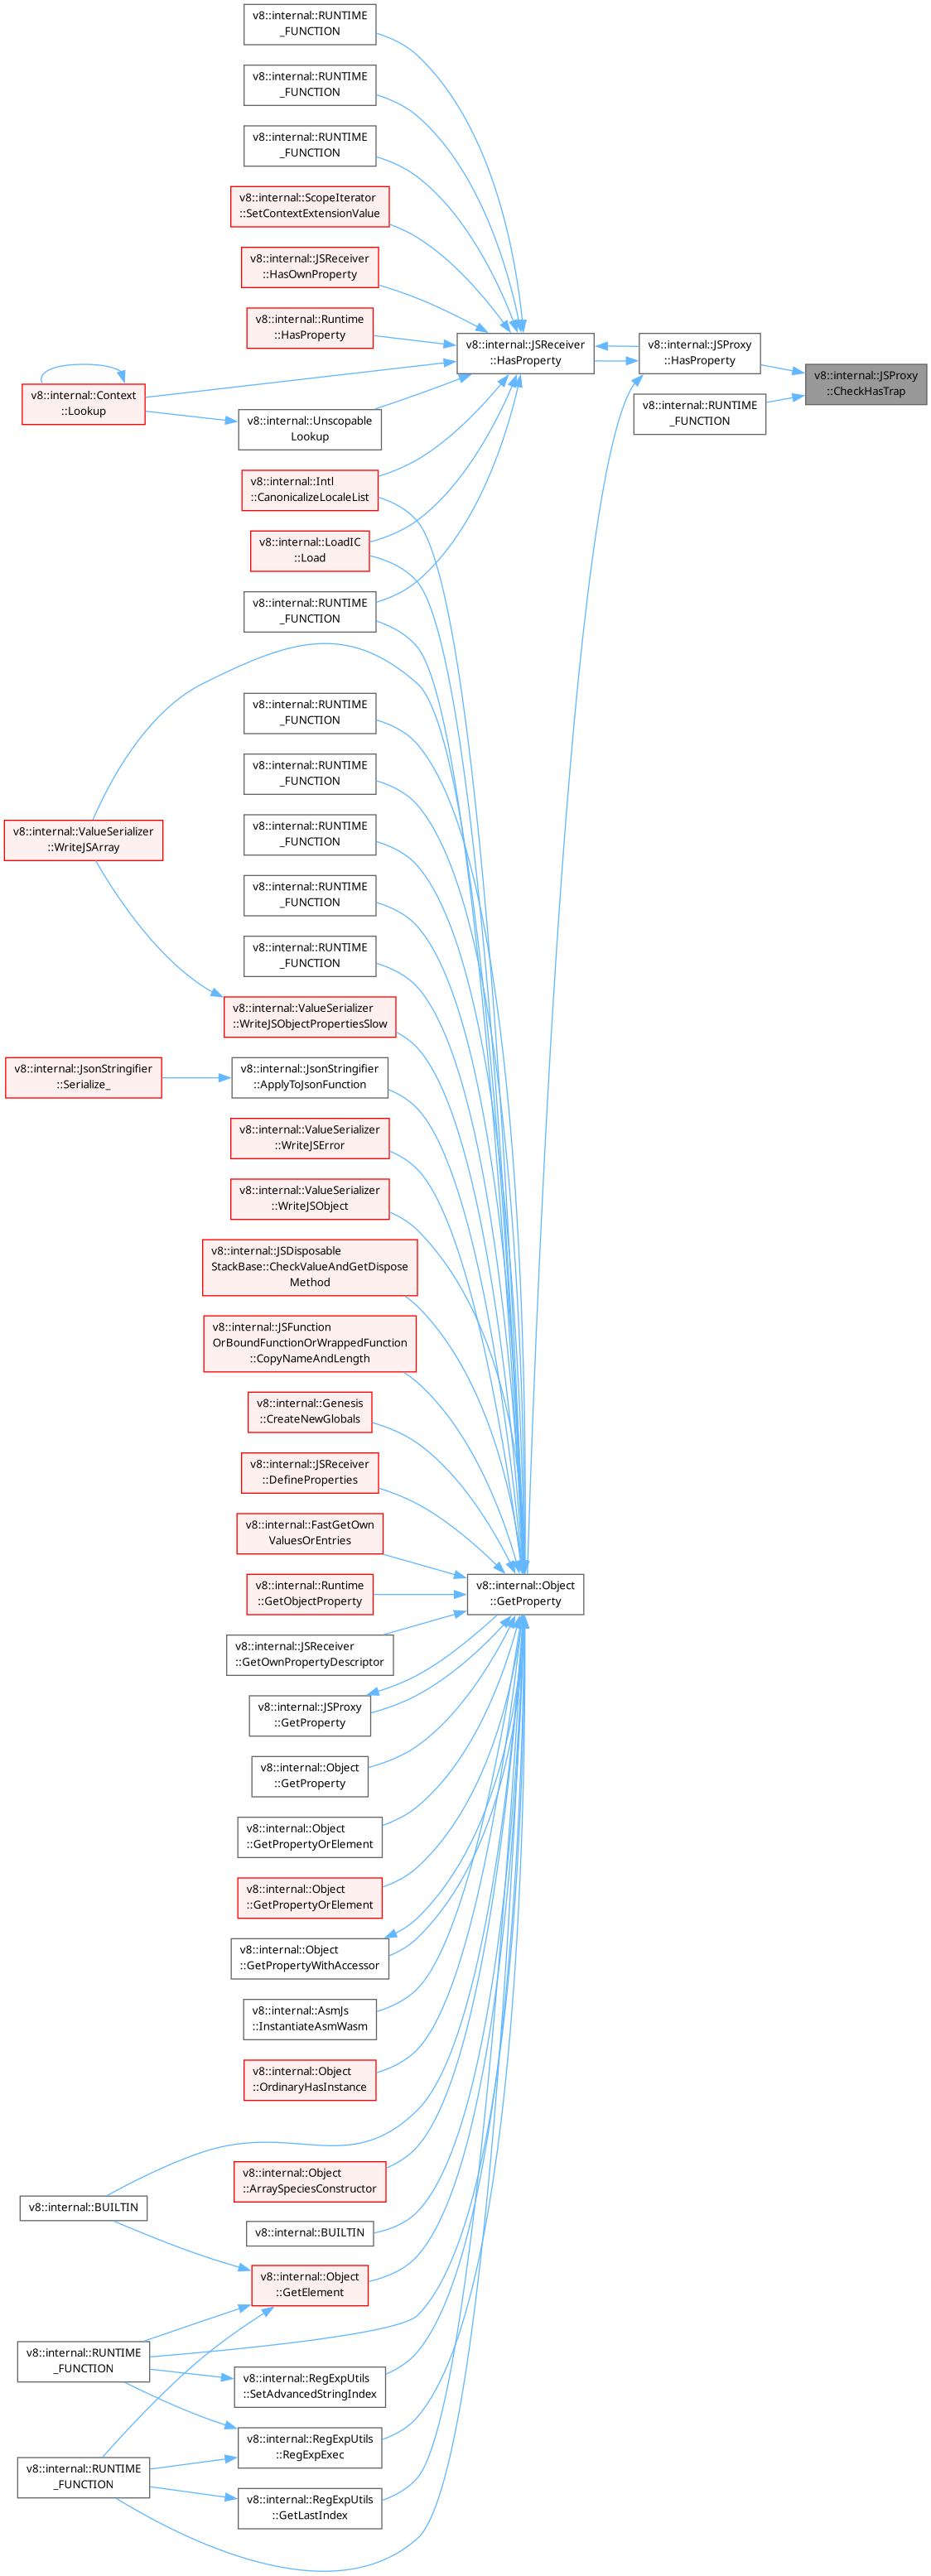 v8::internal::RUNTIME
_FUNCTION
v8::internal::RUNTIME
_FUNCTION
v8::internal::RUNTIME
_FUNCTION
v8::internal::ScopeIterator
::SetContextExtensionValue
v8::internal::JSReceiver
::HasOwnProperty
v8::internal::Runtime
::HasProperty
v8::internal::JSReceiver
::HasProperty
v8::internal::JSProxy
::HasProperty
v8::internal::JSProxy
::CheckHasTrap
v8::internal::Context
::Lookup
v8::internal::Unscopable
Lookup
v8::internal::RUNTIME
_FUNCTION
v8::internal::Intl
::CanonicalizeLocaleList
v8::internal::LoadIC
::Load
v8::internal::RUNTIME
_FUNCTION
v8::internal::RUNTIME
_FUNCTION
v8::internal::RUNTIME
_FUNCTION
v8::internal::RUNTIME
_FUNCTION
v8::internal::ValueSerializer
::WriteJSArray
v8::internal::RUNTIME
_FUNCTION
v8::internal::RUNTIME
_FUNCTION
v8::internal::ValueSerializer
::WriteJSObjectPropertiesSlow
v8::internal::JsonStringifier
::Serialize_
v8::internal::JsonStringifier
::ApplyToJsonFunction
v8::internal::ValueSerializer
::WriteJSError
v8::internal::ValueSerializer
::WriteJSObject
v8::internal::JSDisposable
StackBase::CheckValueAndGetDispose
Method
v8::internal::JSFunction
OrBoundFunctionOrWrappedFunction
::CopyNameAndLength
v8::internal::Genesis
::CreateNewGlobals
v8::internal::JSReceiver
::DefineProperties
v8::internal::FastGetOwn
ValuesOrEntries
v8::internal::Runtime
::GetObjectProperty
v8::internal::Object
::GetProperty
v8::internal::JSReceiver
::GetOwnPropertyDescriptor
v8::internal::JSProxy
::GetProperty
v8::internal::Object
::GetProperty
v8::internal::Object
::GetPropertyOrElement
v8::internal::Object
::GetPropertyOrElement
v8::internal::Object
::GetPropertyWithAccessor
v8::internal::AsmJs
::InstantiateAsmWasm
v8::internal::Object
::OrdinaryHasInstance
v8::internal::Object
::ArraySpeciesConstructor
v8::internal::BUILTIN
v8::internal::BUILTIN
v8::internal::Object
::GetElement
v8::internal::RUNTIME
_FUNCTION
v8::internal::RegExpUtils
::SetAdvancedStringIndex
v8::internal::RegExpUtils
::RegExpExec
v8::internal::RUNTIME
_FUNCTION
v8::internal::RegExpUtils
::GetLastIndex